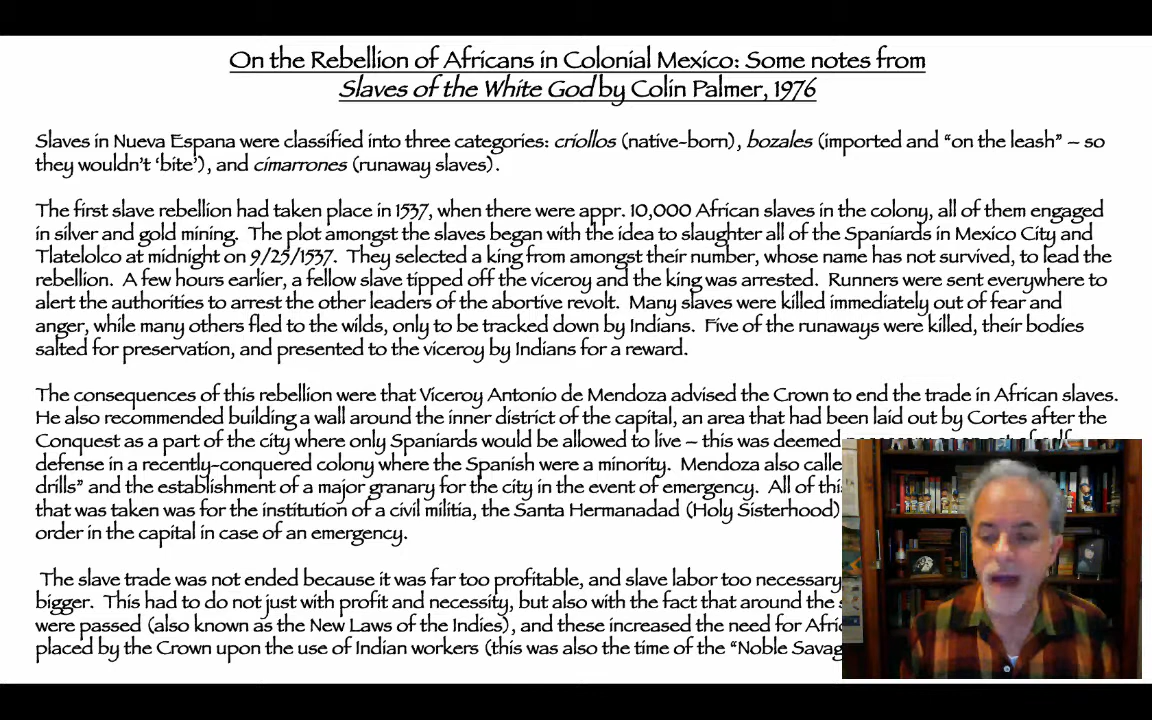 On the Rebellion of Africans in Colonial Mexico: Some notes from
Slaves of the White God by Colin Palmer, 1976
Slaves in Nueva Espana were classified into three categories: criollos (native-born), bozales (imported and “on the leash” – so
they wouldn’t ‘bite’), and cimarrones (runaway slaves).
The first slave rebellion had taken place in 1537, when there were appr. 10,000 African slaves in the colony, all of them engaged
in silver and gold mining. The plot amongst the slaves began with the idea to slaughter all of the Spaniards in Mexico City and
Tlatelolco at midnight on 9/25/1537. They selected a king from amongst their number, whose name has not survived, to lead the
rebellion. A few hours earlier, a fellow slave tipped off the viceroy and the king was arrested. Runners were sent everywhere to
alert the authorities to arrest the other leaders of the abortive revolt. Many slaves were killed immediately out of fear and
anger, while many others fled to the wilds, only to be tracked down by Indians. Five of the runaways were killed, their bodies
salted for preservation, and presented to the viceroy by Indians for a reward.
The consequences of this rebellion were that Viceroy Antonio de Mendoza advised the Crown to end the trade in African slaves.
He also recommended building a wall around the inner district of the capital, an area that had been laid out by Cortes after the
Conquest as a part of the city where only Spaniards would be allowed to live – this was deemed
defense in a recently-conquered colony where the Spanish were a minority. Mendoza also calle
drills” and the establishment of a major granary for the city in the event of emergency. All of thi
that was taken was for the institution of a civil militia, the Santa Hermanadad (Holy Sisterhood)
order in the capital in case of an emergency.
The slave trade was not ended because it was far too profitable, and slave labor too necessary
bigger. This had to do not just with profit and necessity, but also with the fact that around the
were passed (also known as the New Laws of the Indies), and these increased the need for Afri
placed by the Crown upon the use of Indian workers (this was also the time of the “Noble Savag